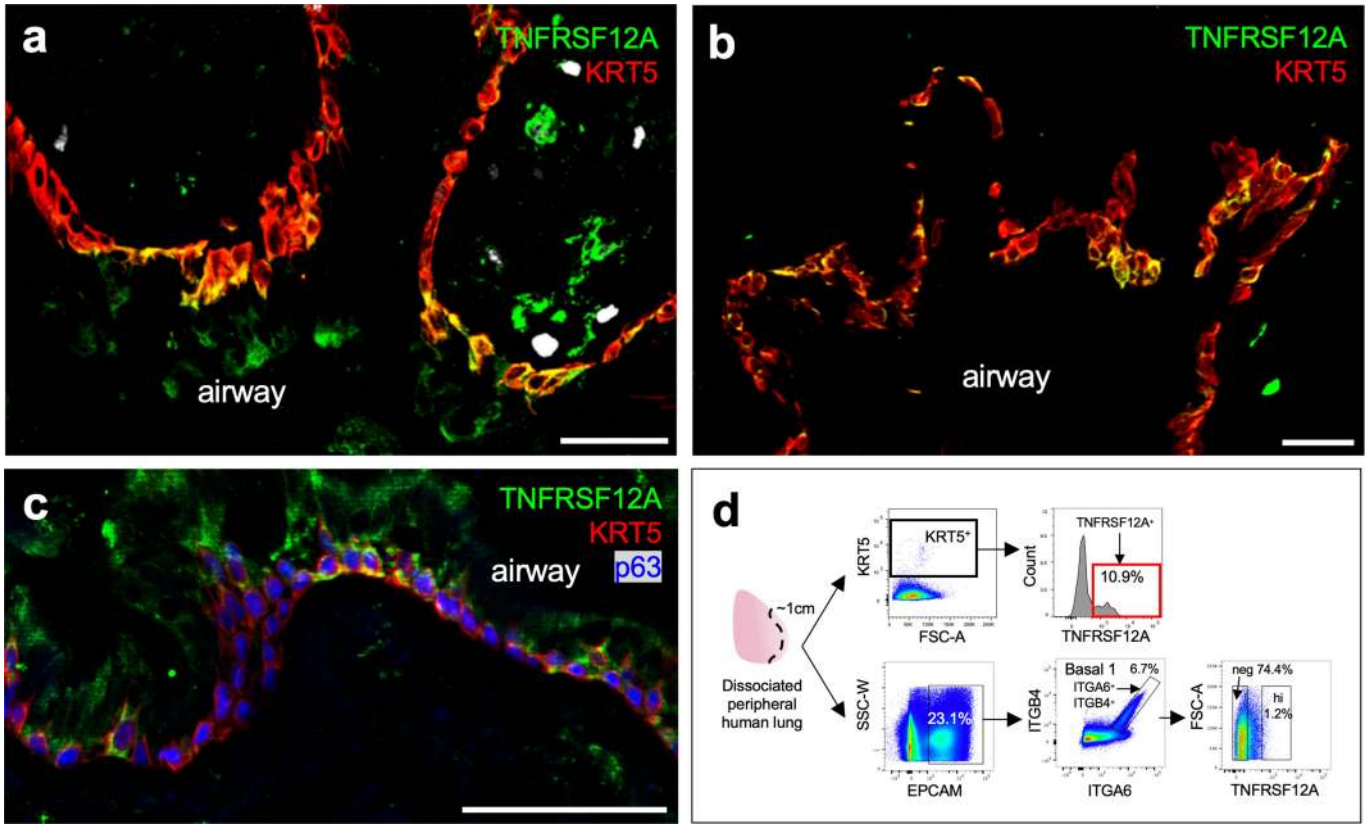 a
TNFRSF12A
KRT5
airway
b
TNFRSF12A
KRT5
airway
c
TNFRSF12A
KRT5
p63
airway
d
~1cm
Dissociated
peripheral
human lung
KRT5
KRT5⁺
FSC-A
TNFRSF12A⁺
Count
10.9%
TNFRSF12A
SSC-W
23.1%
EPCAM
Basal 1
6.7%
ITGA6⁺
ITGB4⁺
ITGB4
ITGA6
neg 74.4%
hi
1.2%
FSC-A
TNFRSF12A